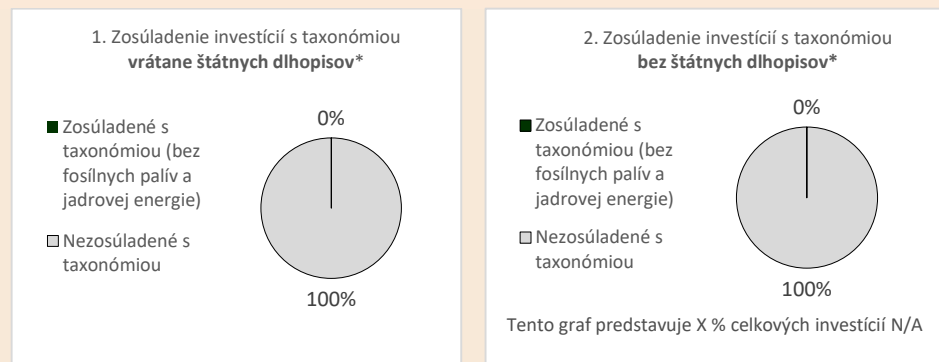 1. Zosúladenie investícií s taxonómiou
vrátane štátnych dlhopisov*
0%
Zosúladené s
taxonómiou (bez
fosílnych palív a
jadrovej energie)
Nezosúladené s
taxonómiou
100%
2. Zosúladenie investícií s taxonómiou
bez štátnych dlhopisov*
0%
Zosúladené s
taxonómiou (bez
fosílnych palív a
jadrovej energie)
Nezosúladené s
taxonómiou
100%
Tento graf predstavuje X % celkových investícií N/A